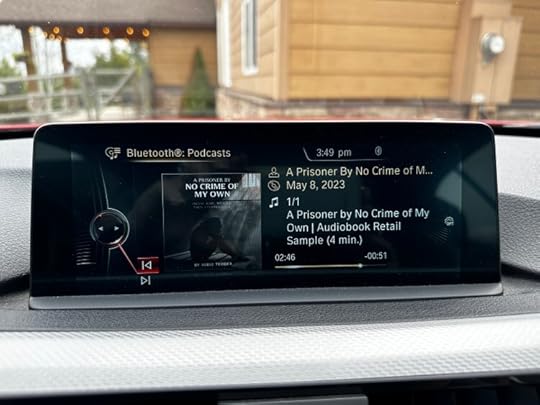 Bluetooth®: Podcasts
3:49 pm
A Prisoner By No Crime of M...
May 8, 2023
1/1
A Prisoner by No Crime of My
Own | Audiobook Retail
Sample (4 min.)
02:46
-00:51
A PRISONER BY
NO CRIME OF
MY OWN